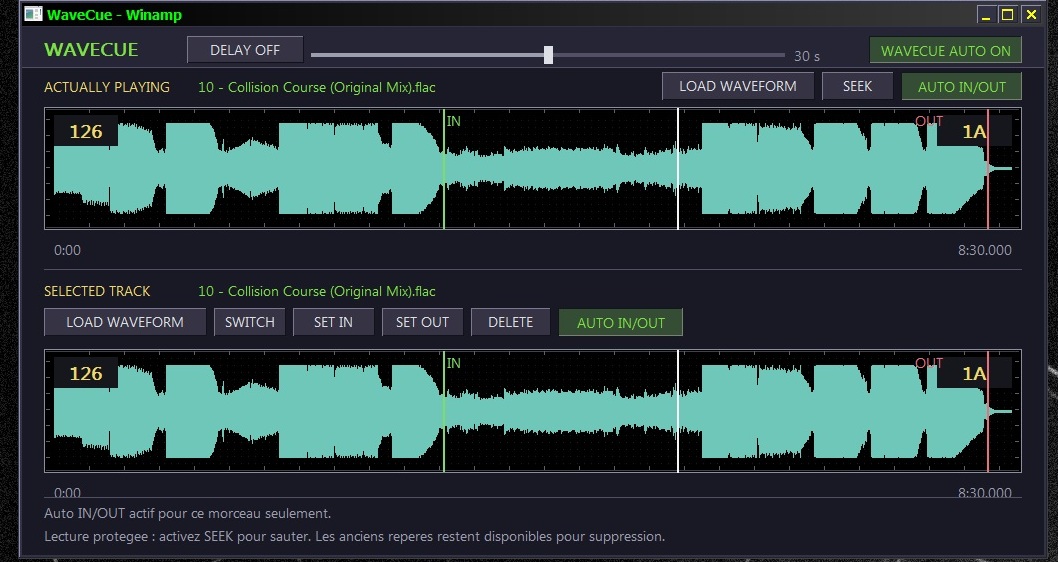 WaveCue - Winamp
WAVECUE DELAY OFF 30 s WAVECUE AUTO ON
ACTUALLY PLAYING 10 - Collision Course (Original Mix).flac LOAD WAVEFORM SEEK AUTO IN/OUT
126 IN OUT 1A
0:00 8:30.000
SELECTED TRACK 10 - Collision Course (Original Mix).flac
LOAD WAVEFORM SWITCH SET IN SET OUT DELETE AUTO IN/OUT
126 IN OUT 1A
0:00 8:30.000
Auto IN/OUT actif pour ce morceau seulement.
Lecture protegee : activez SEEK pour sauter. Les anciens reperes restent disponibles pour suppression.